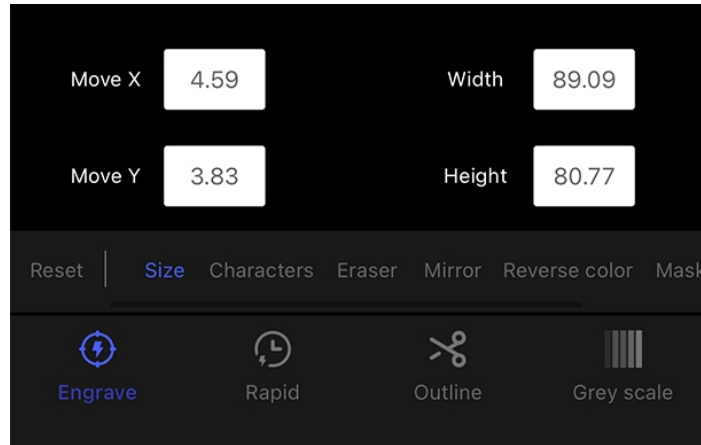 Move X 4.59 Width 89.09
Move Y 3.83 Height 80.77
Reset Size Characters Eraser Mirror Reverse color Mask
Engrave Rapid Outline Grey scale